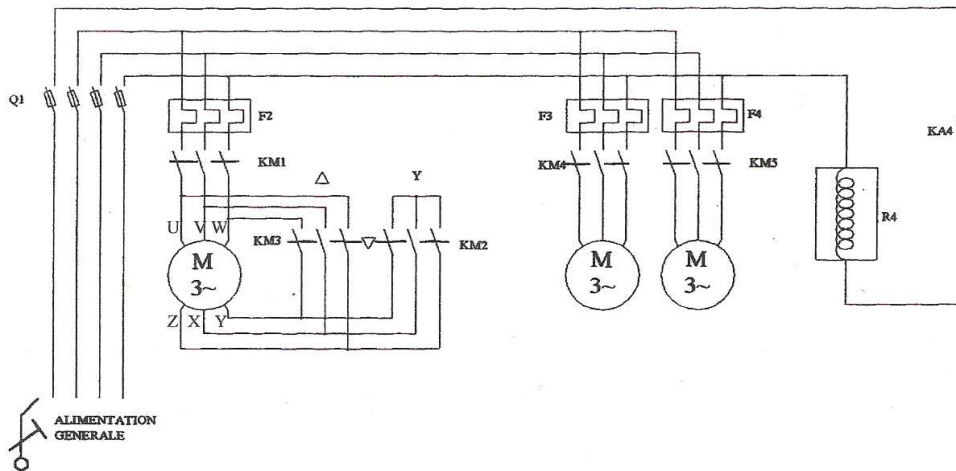 Q1
F2
F3
F4
KA4
KM1
KM4
KM5
△
Y
R4
U V W
KM3
▽
KM2
M
3~
M
3~
M
3~
Z X Y
ALIMENTATION
GENERALE